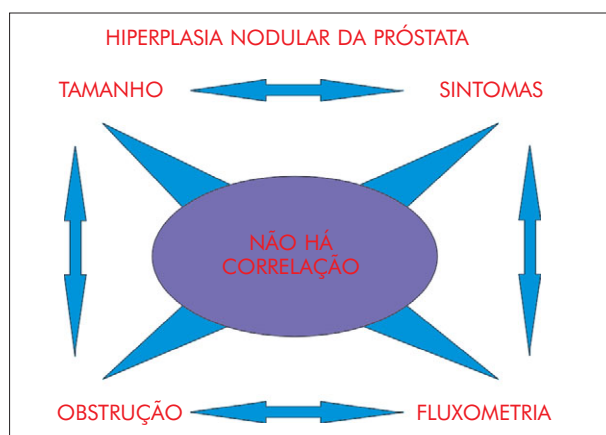 HIPERPLASIA NODULAR DA PRÓSTATA
TAMANHO
SINTOMAS
NÃO HÁ
CORRELAÇÃO
OBSTRUÇÃO
FLUXOMETRIA